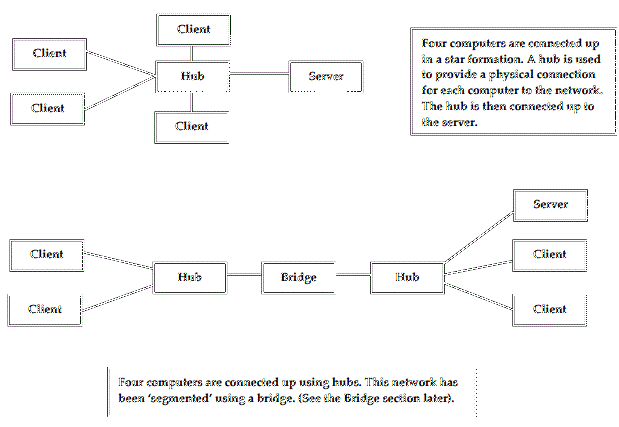 Client
Client
Hub
Server
Client
Client
Four computers are connected up
in a star formation. A hub is used
to provide a physical connection
for each computer to the network.
The hub is then connected up to
the server.
Server
Client
Hub
Bridge
Hub
Client
Client
Client
Four computers are connected up using hubs. This network has
been 'segmented' using a bridge. (See the Bridge section later).